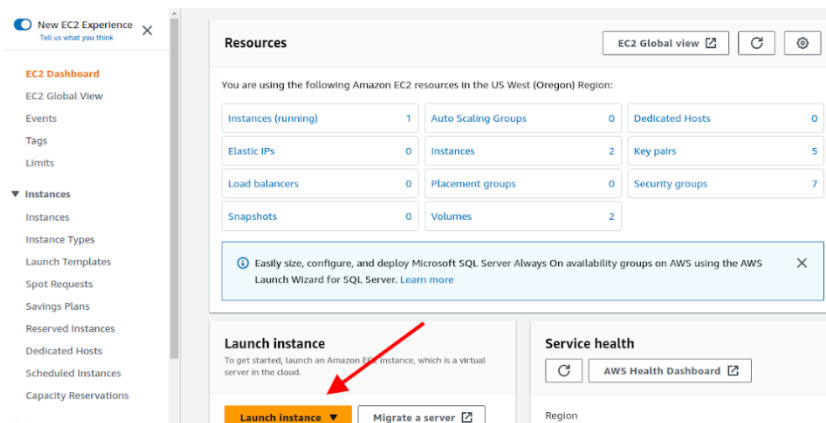 New EC2 Experience
Tell us what you think
EC2 Dashboard
EC2 Global View
Events
Tags
Limits
Instances
Instances
Instance Types
Launch Templates
Spot Requests
Savings Plans
Reserved Instances
Dedicated Hosts
Scheduled Instances
Capacity Reservations
Resources
EC2 Global view
You are using the following Amazon EC2 resources in the US West (Oregon) Region:
Instances (running) 1 Auto Scaling Groups 0 Dedicated Hosts 0
Elastic IPs 0 Instances 2 Key pairs 5
Load balancers 0 Placement groups 0 Security groups 7
Snapshots 0 Volumes 2
Easily size, configure, and deploy Microsoft SQL Server Always On availability groups on AWS using the AWS
Launch Wizard for SQL Server. Learn more
Launch instance
To get started, launch an Amazon EC2 instance, which is a virtual
server in the cloud.
Launch instance Migrate a server
Service health
AWS Health Dashboard
Region